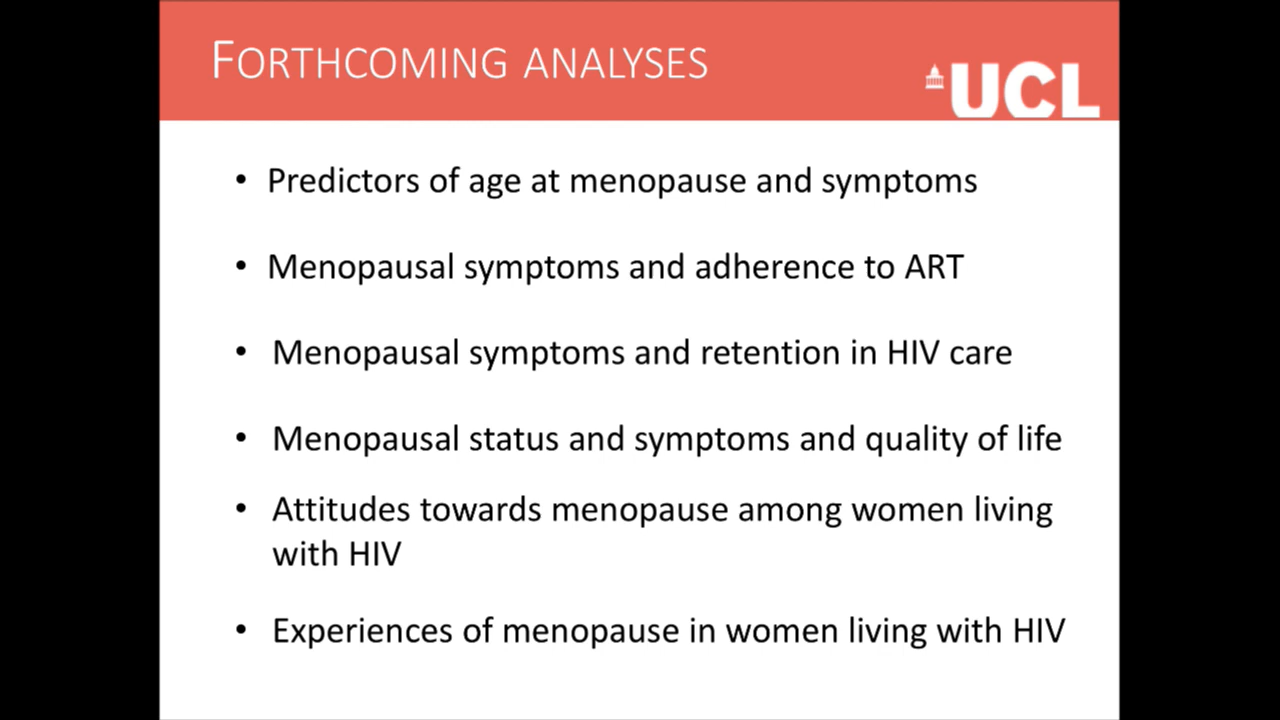 FORTHCOMING ANALYSES
UCL
• Predictors of age at menopause and symptoms
• Menopausal symptoms and adherence to ART
• Menopausal symptoms and retention in HIV care
• Menopausal status and symptoms and quality of life
• Attitudes towards menopause among women living
with HIV
• Experiences of menopause in women living with HIV